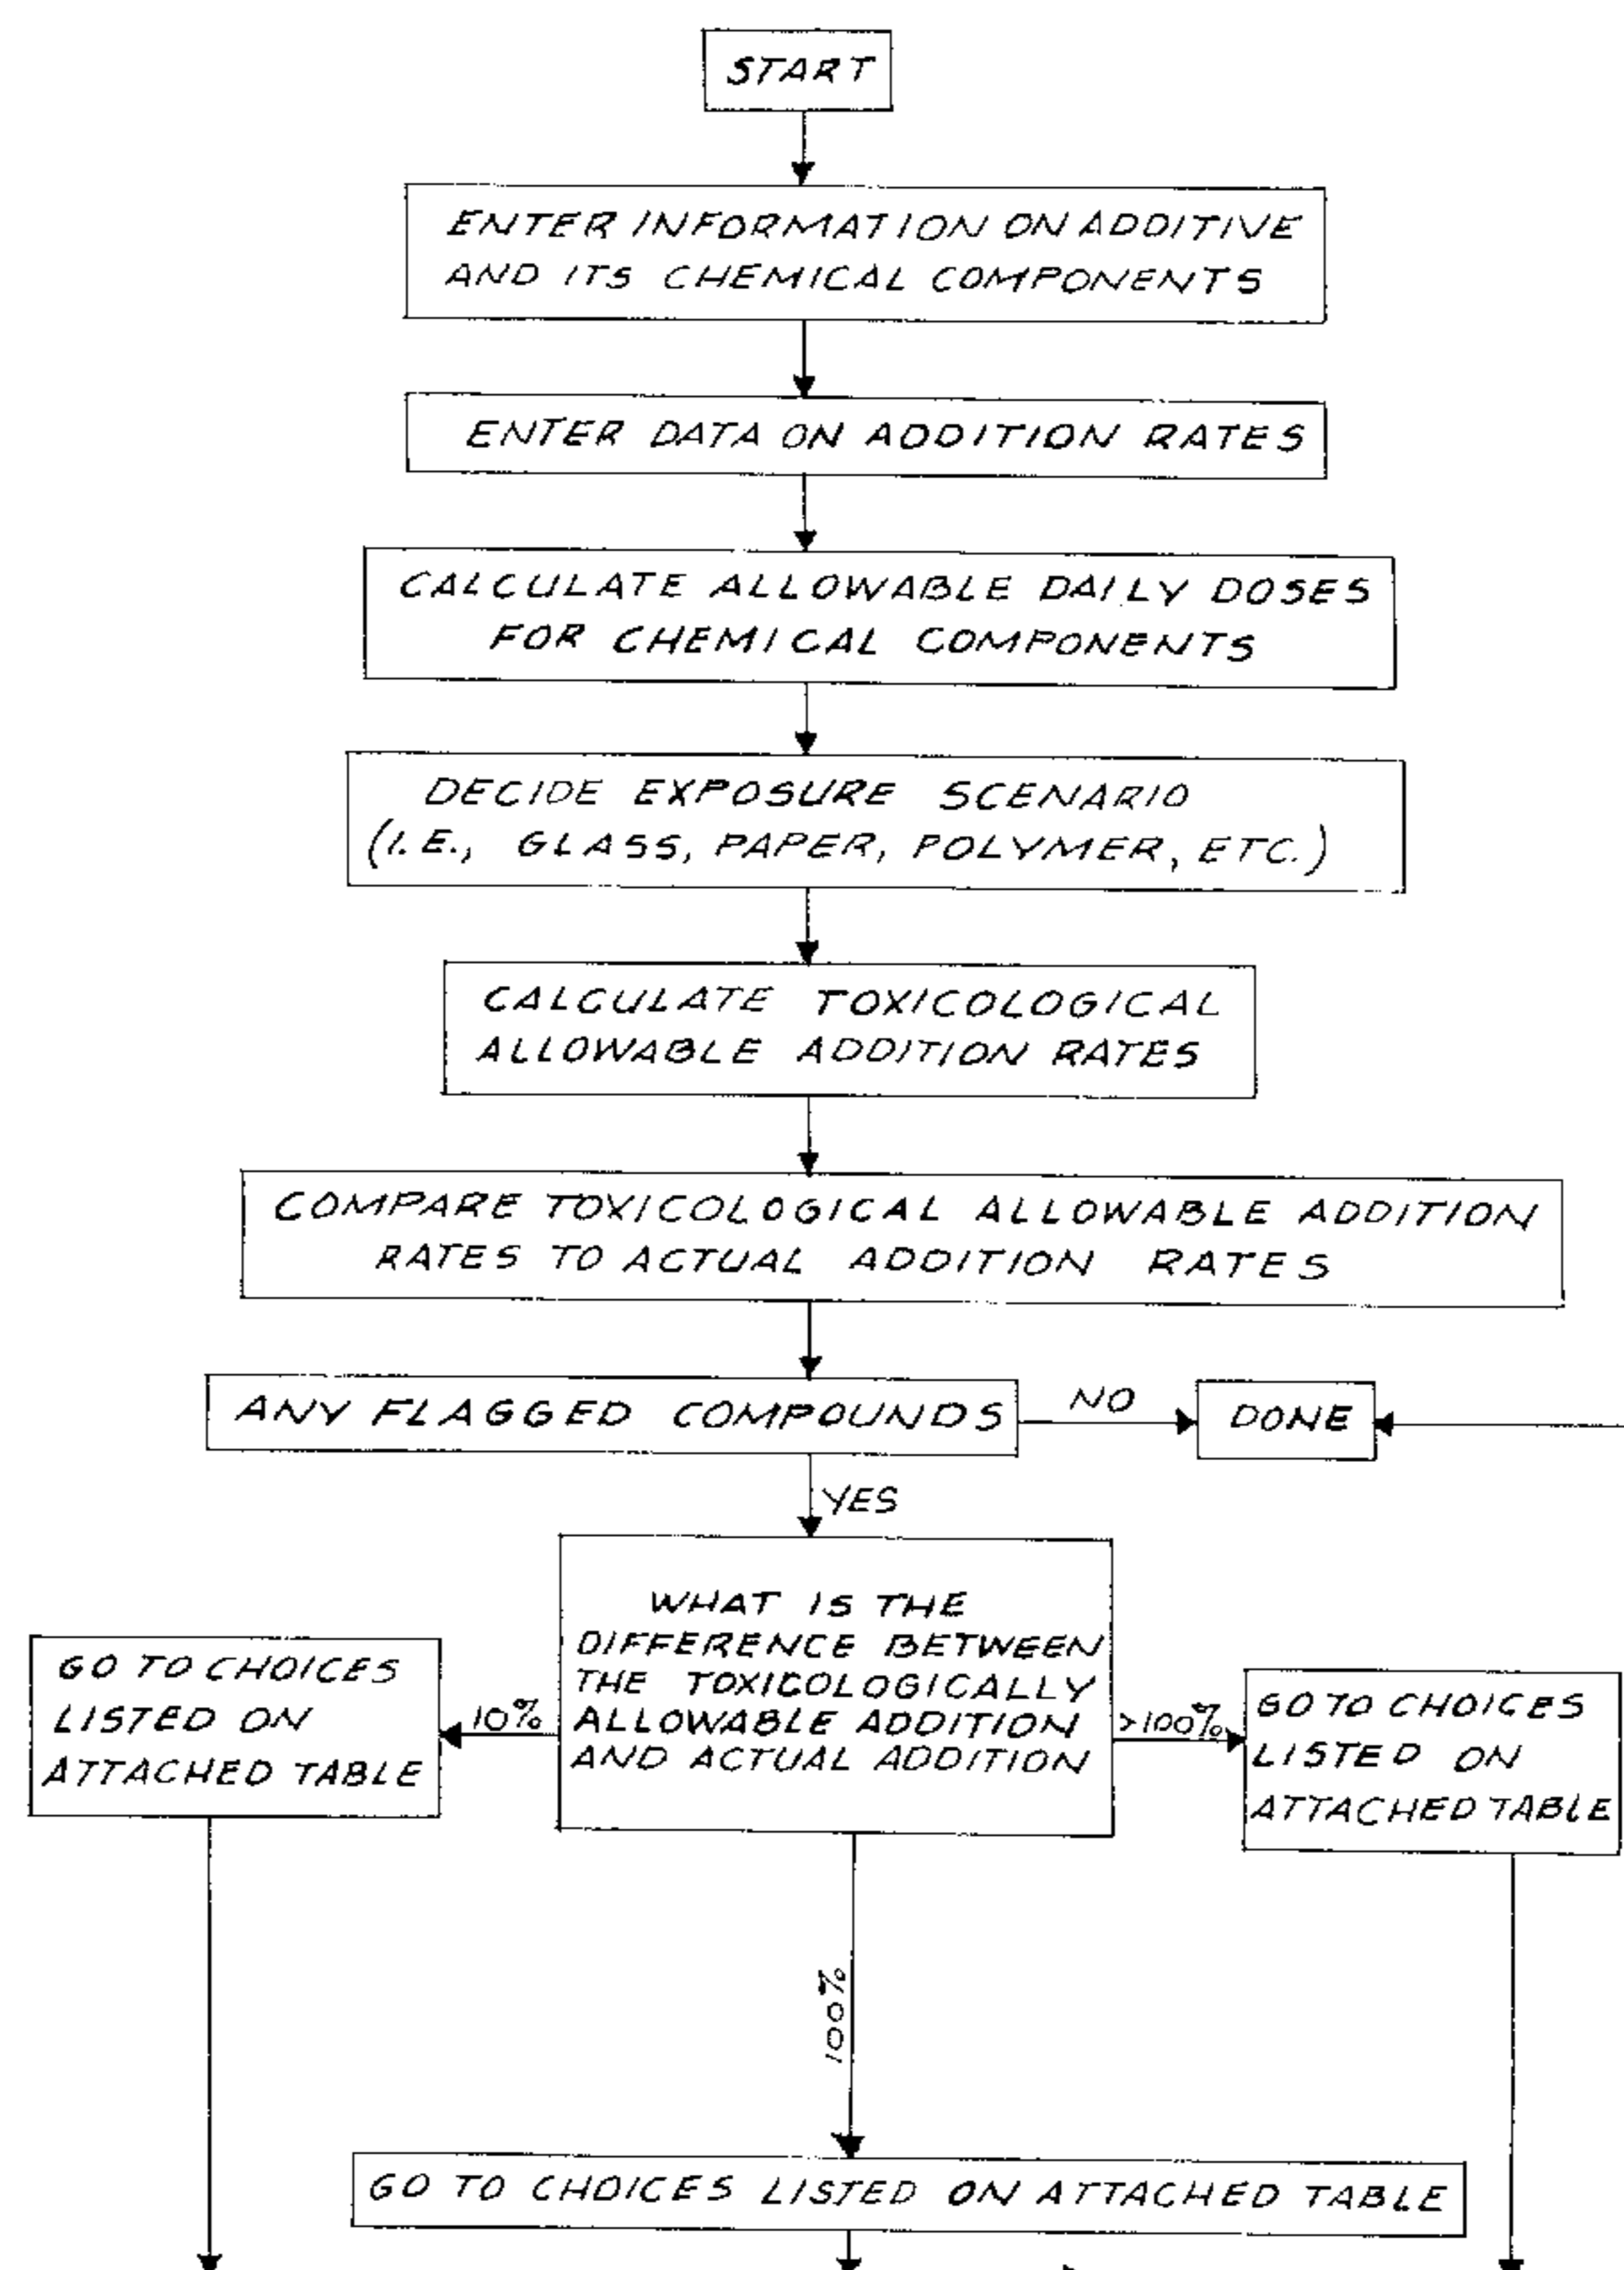 START
ENTER INFORMATION ON ADDITIVE
AND ITS CHEMICAL COMPONENTS
ENTER DATA ON ADDITION RATES
CALCULATE ALLOWABLE DAILY DOSES
FOR CHEMICAL COMPONENTS
DECIDE EXPOSURE SCENARIO
(I.E., GLASS, PAPER, POLYMER, ETC.)
CALCULATE TOXICOLOGICAL
ALLOWABLE ADDITION RATES
COMPARE TOXICOLOGICAL ALLOWABLE ADDITION
RATES TO ACTUAL ADDITION RATES
ANY FLAGGED COMPOUNDS
NO
DONE
YES
WHAT IS THE
DIFFERENCE BETWEEN
THE TOXICOLOGICALLY
ALLOWABLE ADDITION
AND ACTUAL ADDITION
10%
GO TO CHOICES
LISTED ON
ATTACHED TABLE
>100%
GO TO CHOICES
LISTED ON
ATTACHED TABLE
100%
GO TO CHOICES LISTED ON ATTACHED TABLE